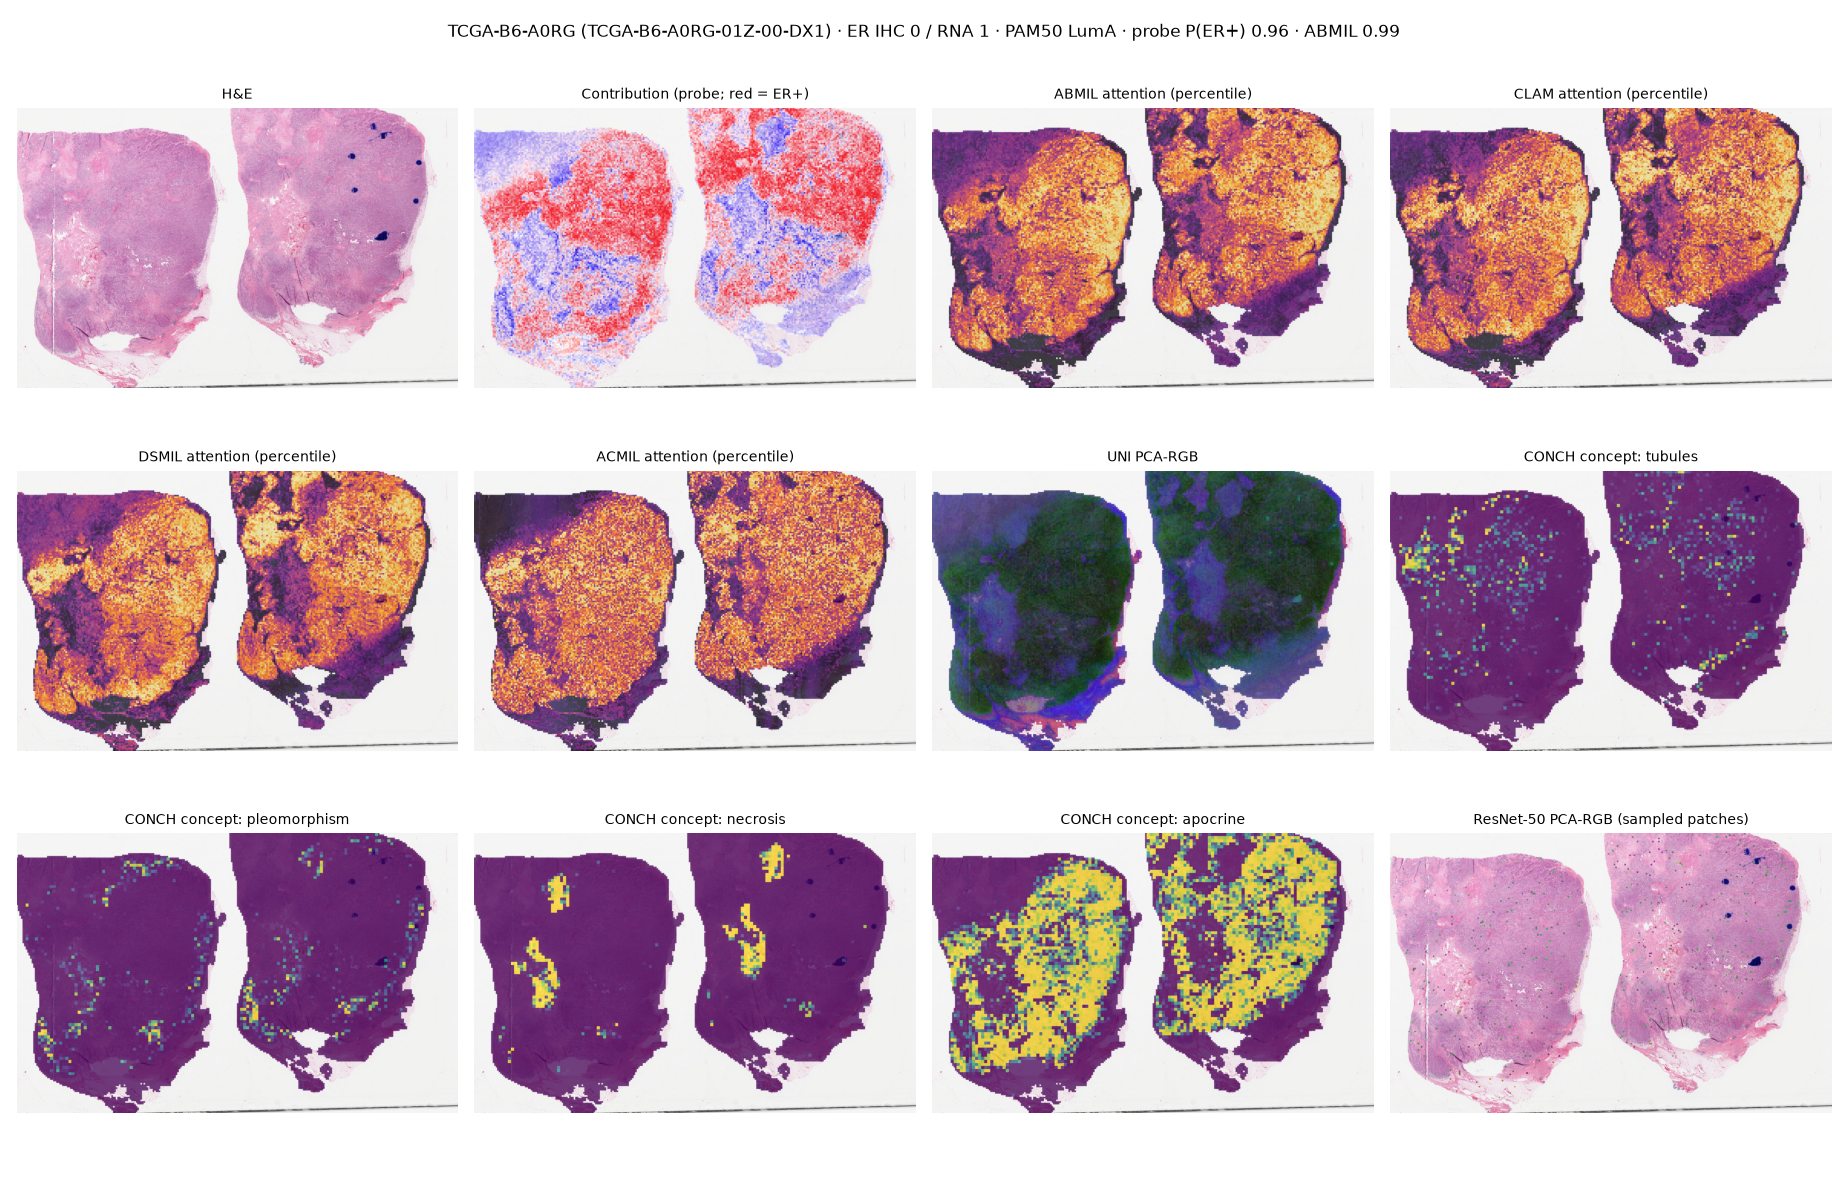 TCGA-B6-A0RG (TCGA-B6-A0RG-01Z-00-DX1) · ER IHC 0 / RNA 1 · PAM50 LumA · probe P(ER+) 0.96 · ABMIL 0.99
H&E
Contribution (probe; red = ER+)
ABMIL attention (percentile)
CLAM attention (percentile)
DSMIL attention (percentile)
ACMIL attention (percentile)
UNI PCA-RGB
CONCH concept: tubules
CONCH concept: pleomorphism
CONCH concept: necrosis
CONCH concept: apocrine
ResNet-50 PCA-RGB (sampled patches)